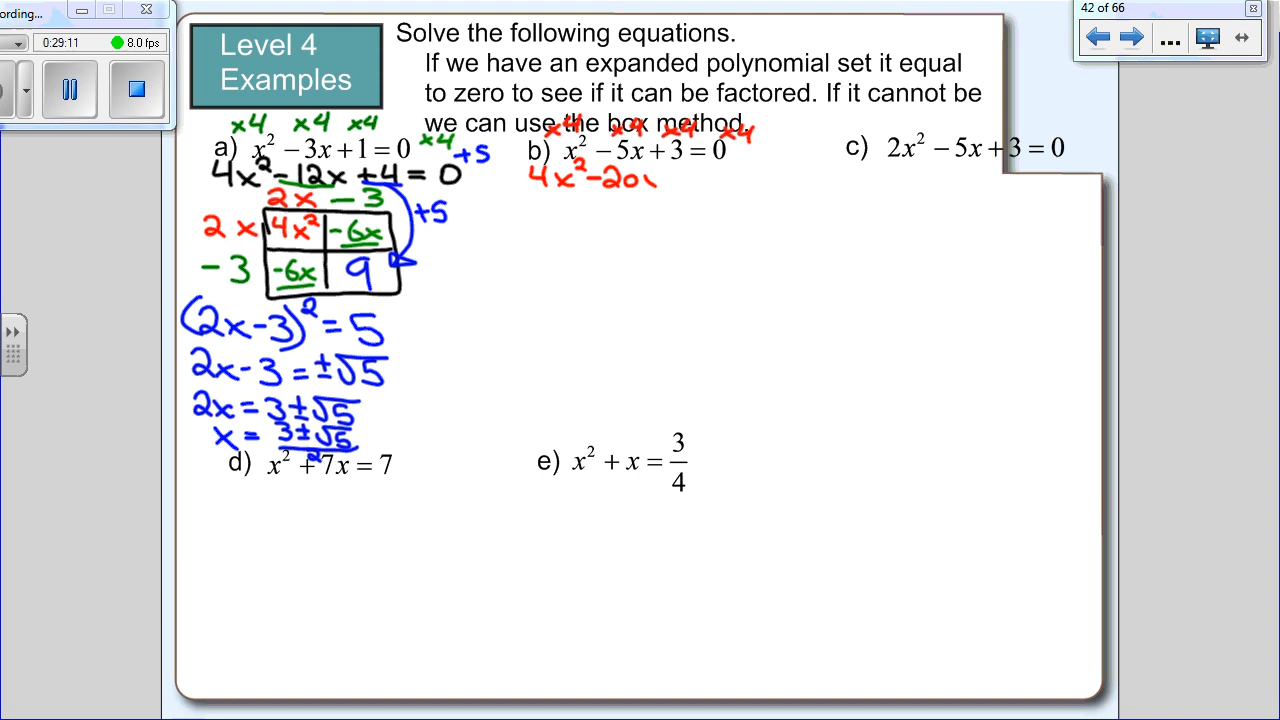 ording...
0:29:11
8.0 fps
42 of 66
Level 4
Examples
Solve the following equations.
If we have an expanded polynomial set it equal
to zero to see if it can be factored. If it cannot be
we can use the box method.
×4 ×4 ×4 ×4
a) x² − 3x + 1 = 0
+5
4x² − 12x + 4 = 0
+5
2x − 3
2x 4x² −6x
−3 −6x 9
(2x − 3)² = 5
2x − 3 = ±√5
2x = 3 ± √5
x = 3 ± √5
2
×4 ×4 ×4 ×4
b) x² − 5x + 3 = 0
4x² − 20
c) 2x² − 5x + 3 = 0
d) x² + 7x = 7
e) x² + x = 3/4